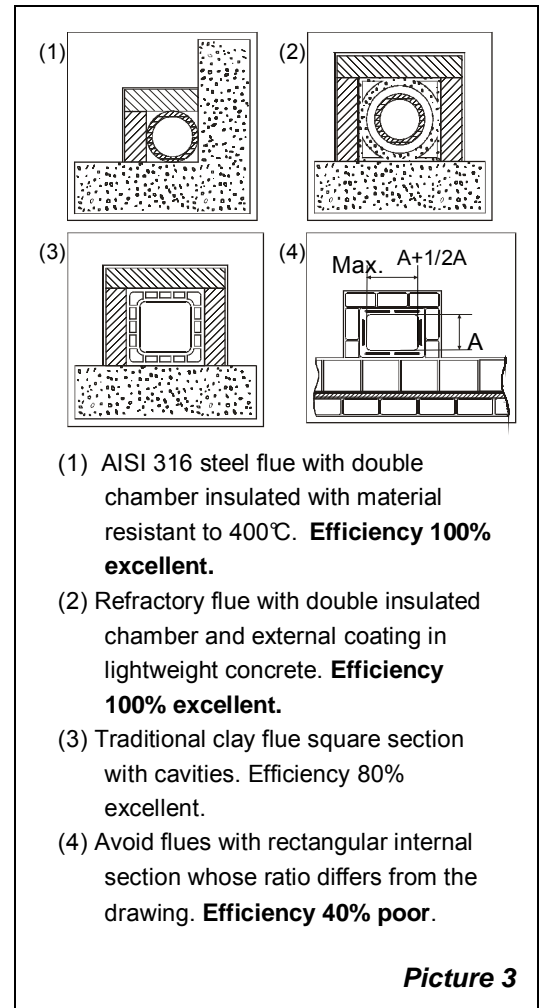 (1)
(2)
(3)
(4)
Max. A+1/2A
A
(1) AISI 316 steel flue with double
chamber insulated with material
resistant to 400℃. Efficiency 100%
excellent.
(2) Refractory flue with double insulated
chamber and external coating in
lightweight concrete. Efficiency
100% excellent.
(3) Traditional clay flue square section
with cavities. Efficiency 80%
excellent.
(4) Avoid flues with rectangular internal
section whose ratio differs from the
drawing. Efficiency 40% poor.
Picture 3